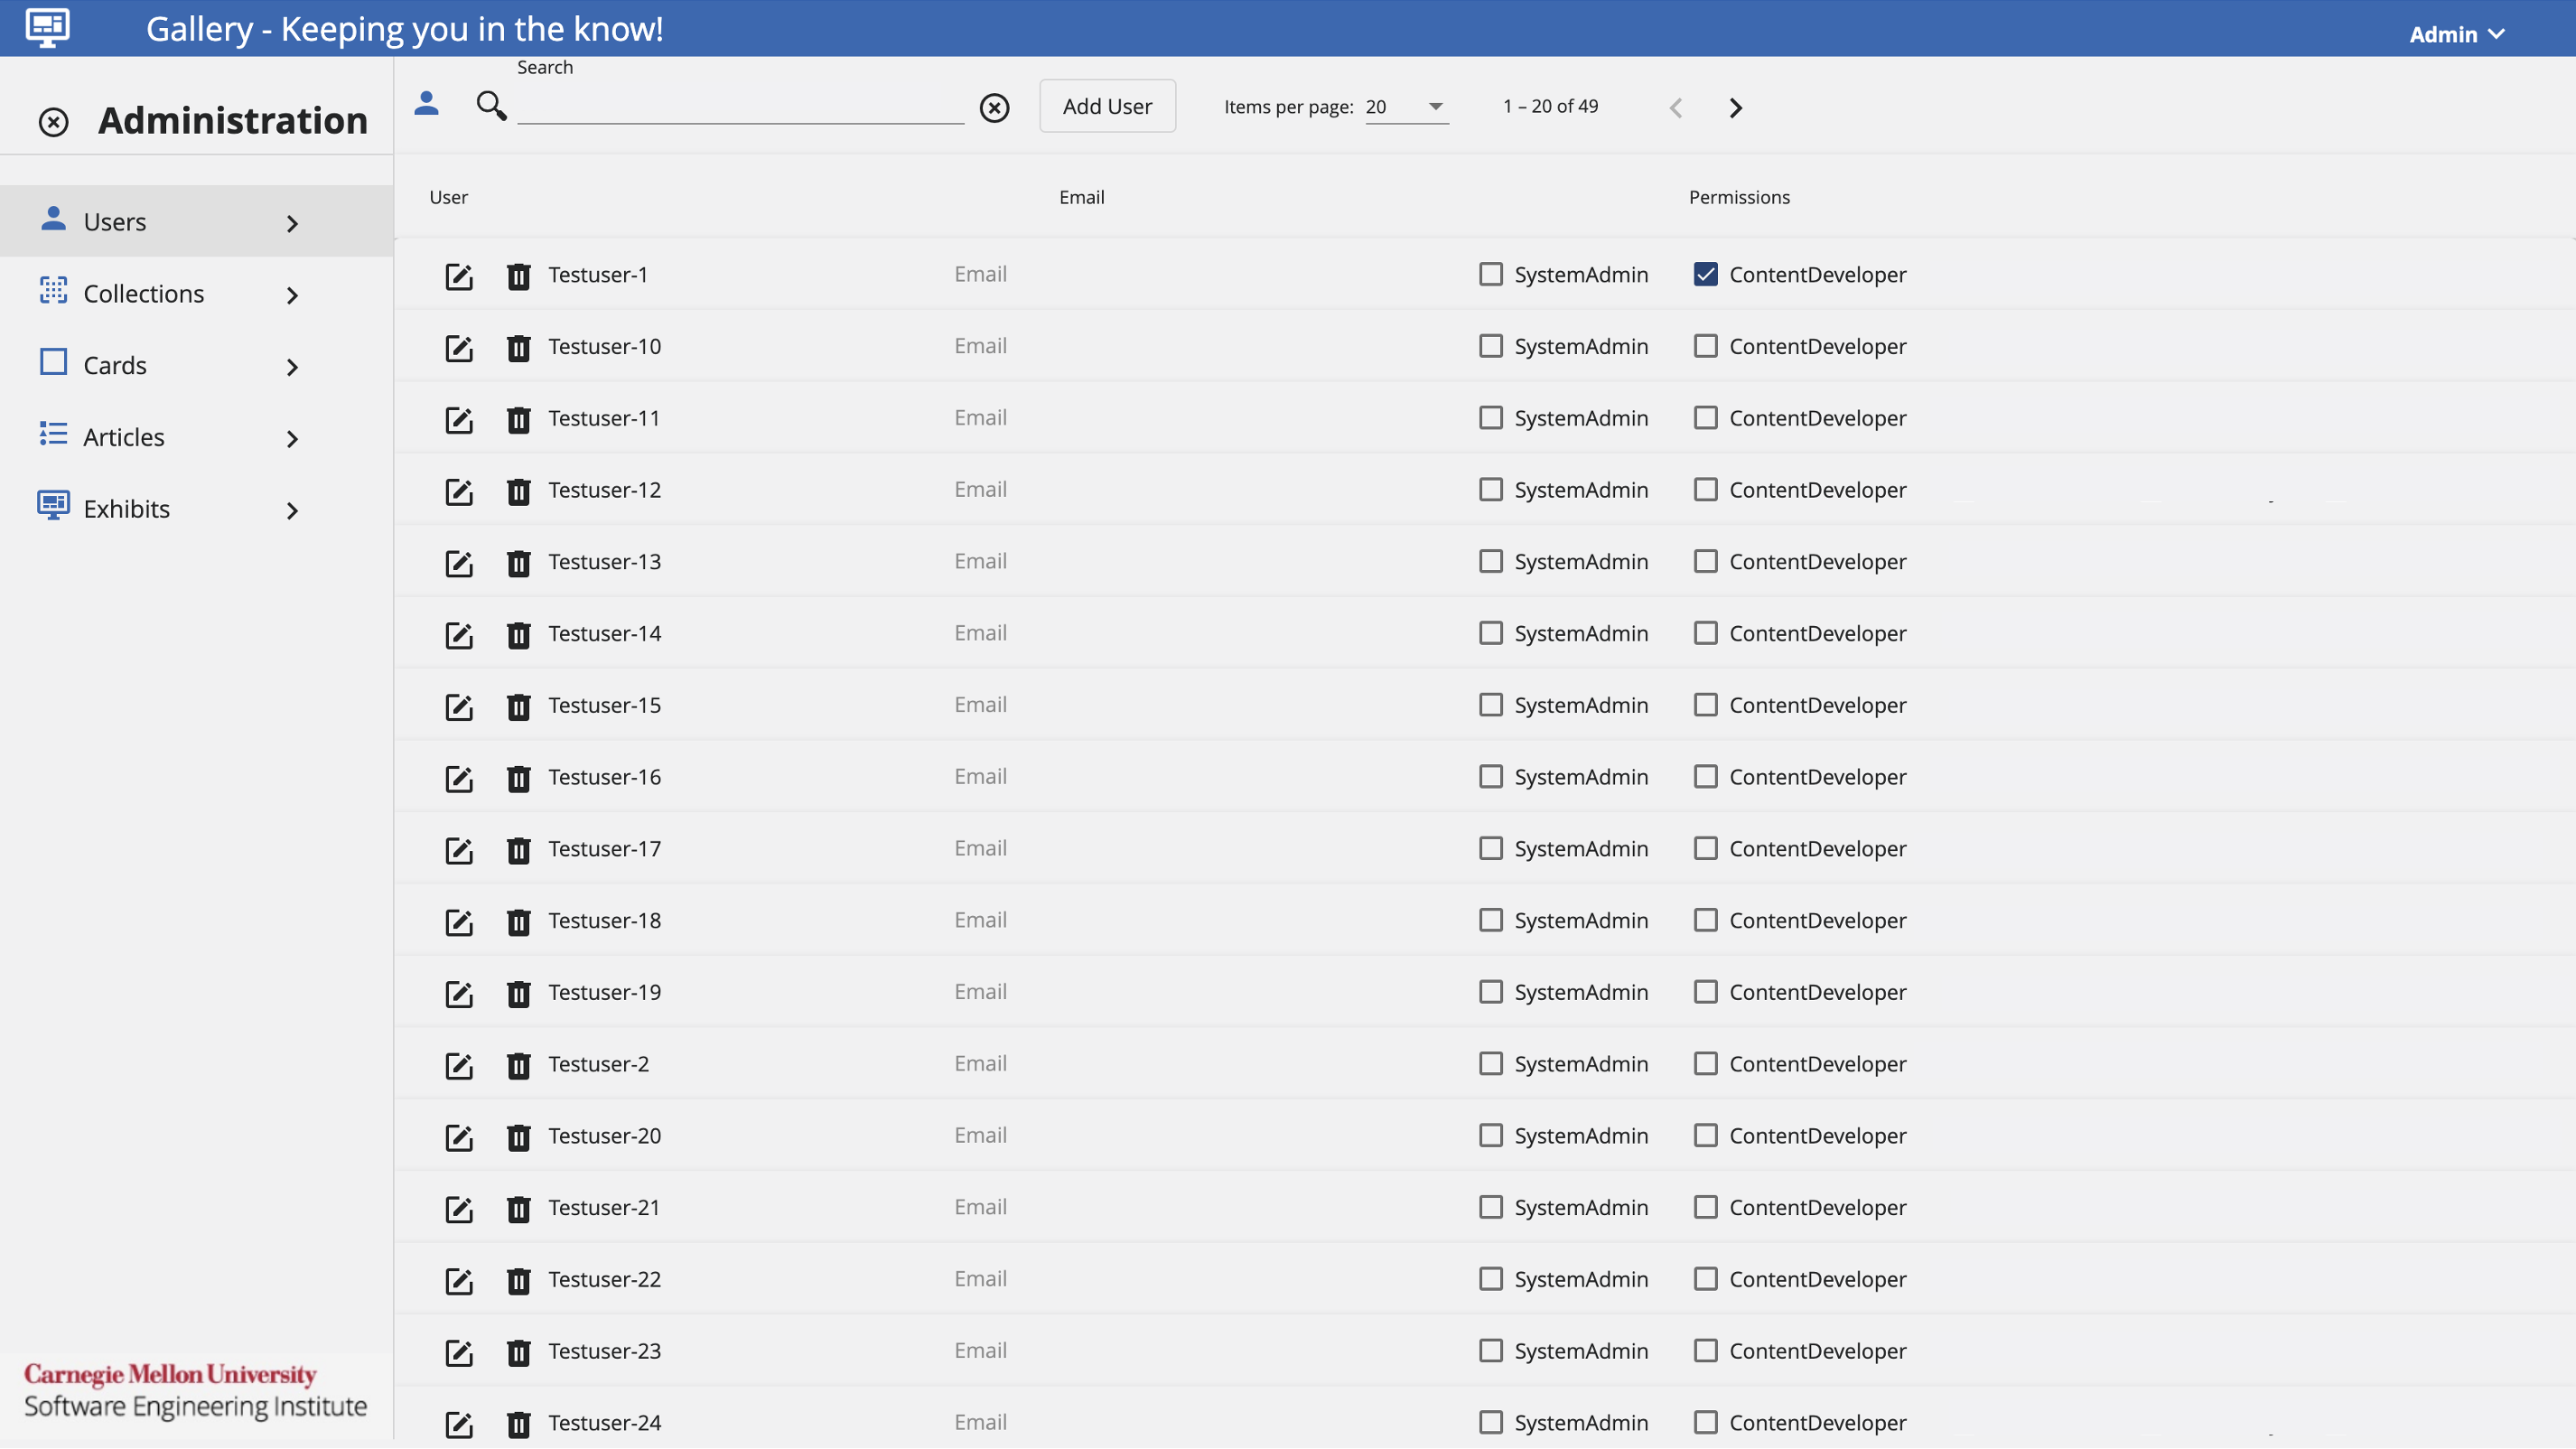 Gallery - Keeping you in the know!
Admin
Administration
Search
Add User
Items per page: 20
1 – 20 of 49
Users
Collections
Cards
Articles
Exhibits
User Email Permissions
Testuser-1 Email SystemAdmin ContentDeveloper
Testuser-10 Email SystemAdmin ContentDeveloper
Testuser-11 Email SystemAdmin ContentDeveloper
Testuser-12 Email SystemAdmin ContentDeveloper
Testuser-13 Email SystemAdmin ContentDeveloper
Testuser-14 Email SystemAdmin ContentDeveloper
Testuser-15 Email SystemAdmin ContentDeveloper
Testuser-16 Email SystemAdmin ContentDeveloper
Testuser-17 Email SystemAdmin ContentDeveloper
Testuser-18 Email SystemAdmin ContentDeveloper
Testuser-19 Email SystemAdmin ContentDeveloper
Testuser-2 Email SystemAdmin ContentDeveloper
Testuser-20 Email SystemAdmin ContentDeveloper
Testuser-21 Email SystemAdmin ContentDeveloper
Testuser-22 Email SystemAdmin ContentDeveloper
Testuser-23 Email SystemAdmin ContentDeveloper
Testuser-24 Email SystemAdmin ContentDeveloper
Carnegie Mellon University
Software Engineering Institute